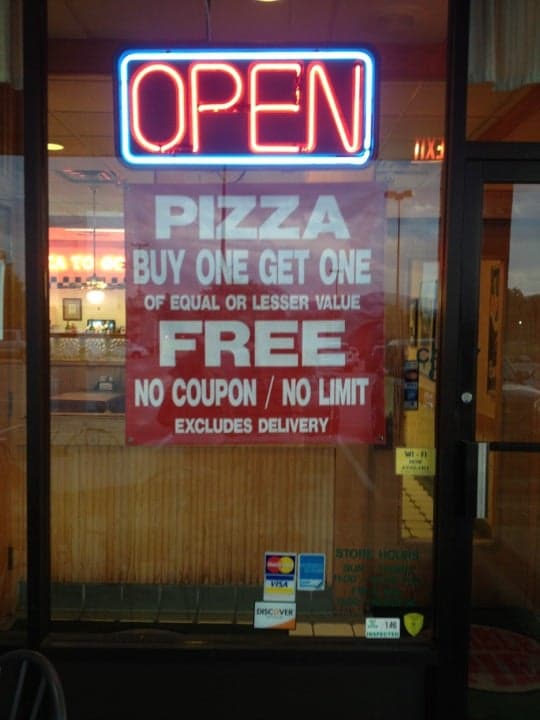 OPEN
EXIT
PIZZA
BUY ONE GET ONE
OF EQUAL OR LESSER VALUE
FREE
NO COUPON / NO LIMIT
EXCLUDES DELIVERY
WI-FI
STORE HOURS
VISA
DISCOVER
INSPECTED